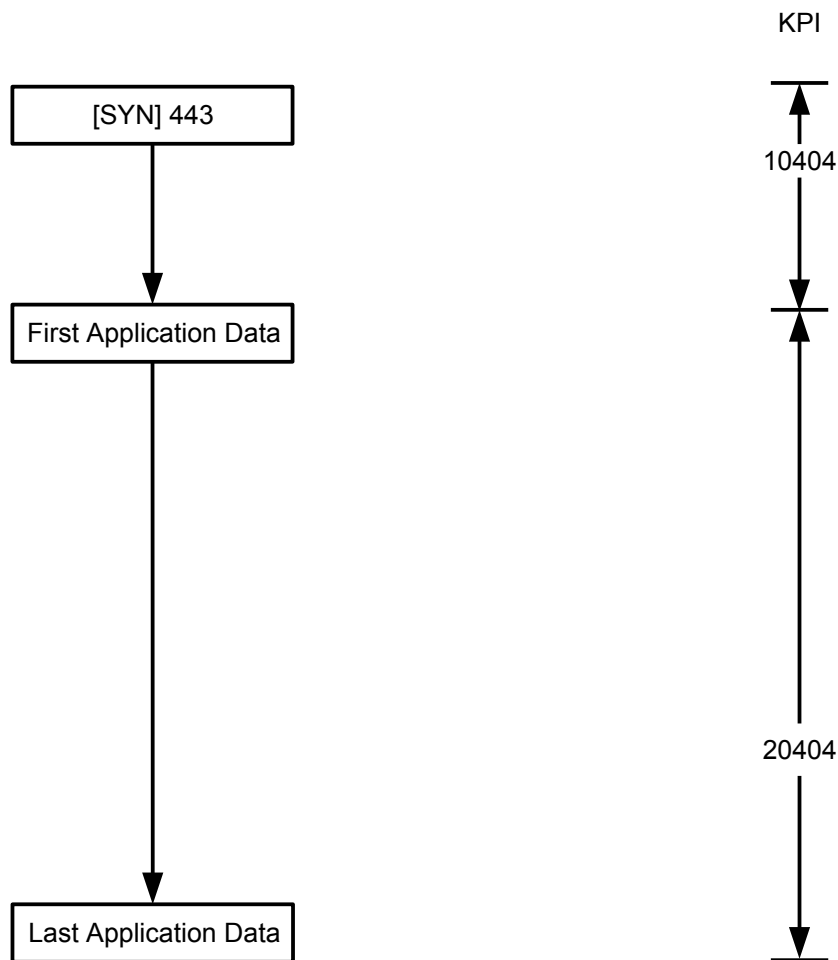 KPI
[SYN] 443
10404
First Application Data
20404
Last Application Data